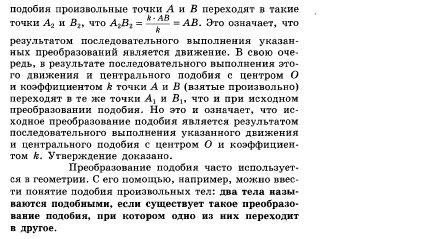 подобия произвольные точки A и B переходят в такие
точки A₂ и B₂, что A₂B₂ = k · AB / k = AB. Это означает, что
результатом последовательного выполнения указан-
ных преобразований является движение. В свою оче-
редь, в результате последовательного выполнения это-
го движения и центрального подобия с центром O
и коэффициентом k точки A и B (взятые произвольно)
переходят в те же точки A₁ и B₁, что и при исходном
преобразовании подобия. Но это и означает, что ис-
ходное преобразование подобия является результатом
последовательного выполнения указанного движения
и центрального подобия с центром O и коэффициен-
том k. Утверждение доказано.
Преобразование подобия часто использует-
ся в геометрии. С его помощью, например, можно ввес-
ти понятие подобия произвольных тел: два тела назы-
ваются подобными, если существует такое преобразо-
вание подобия, при котором одно из них переходит
в другое.